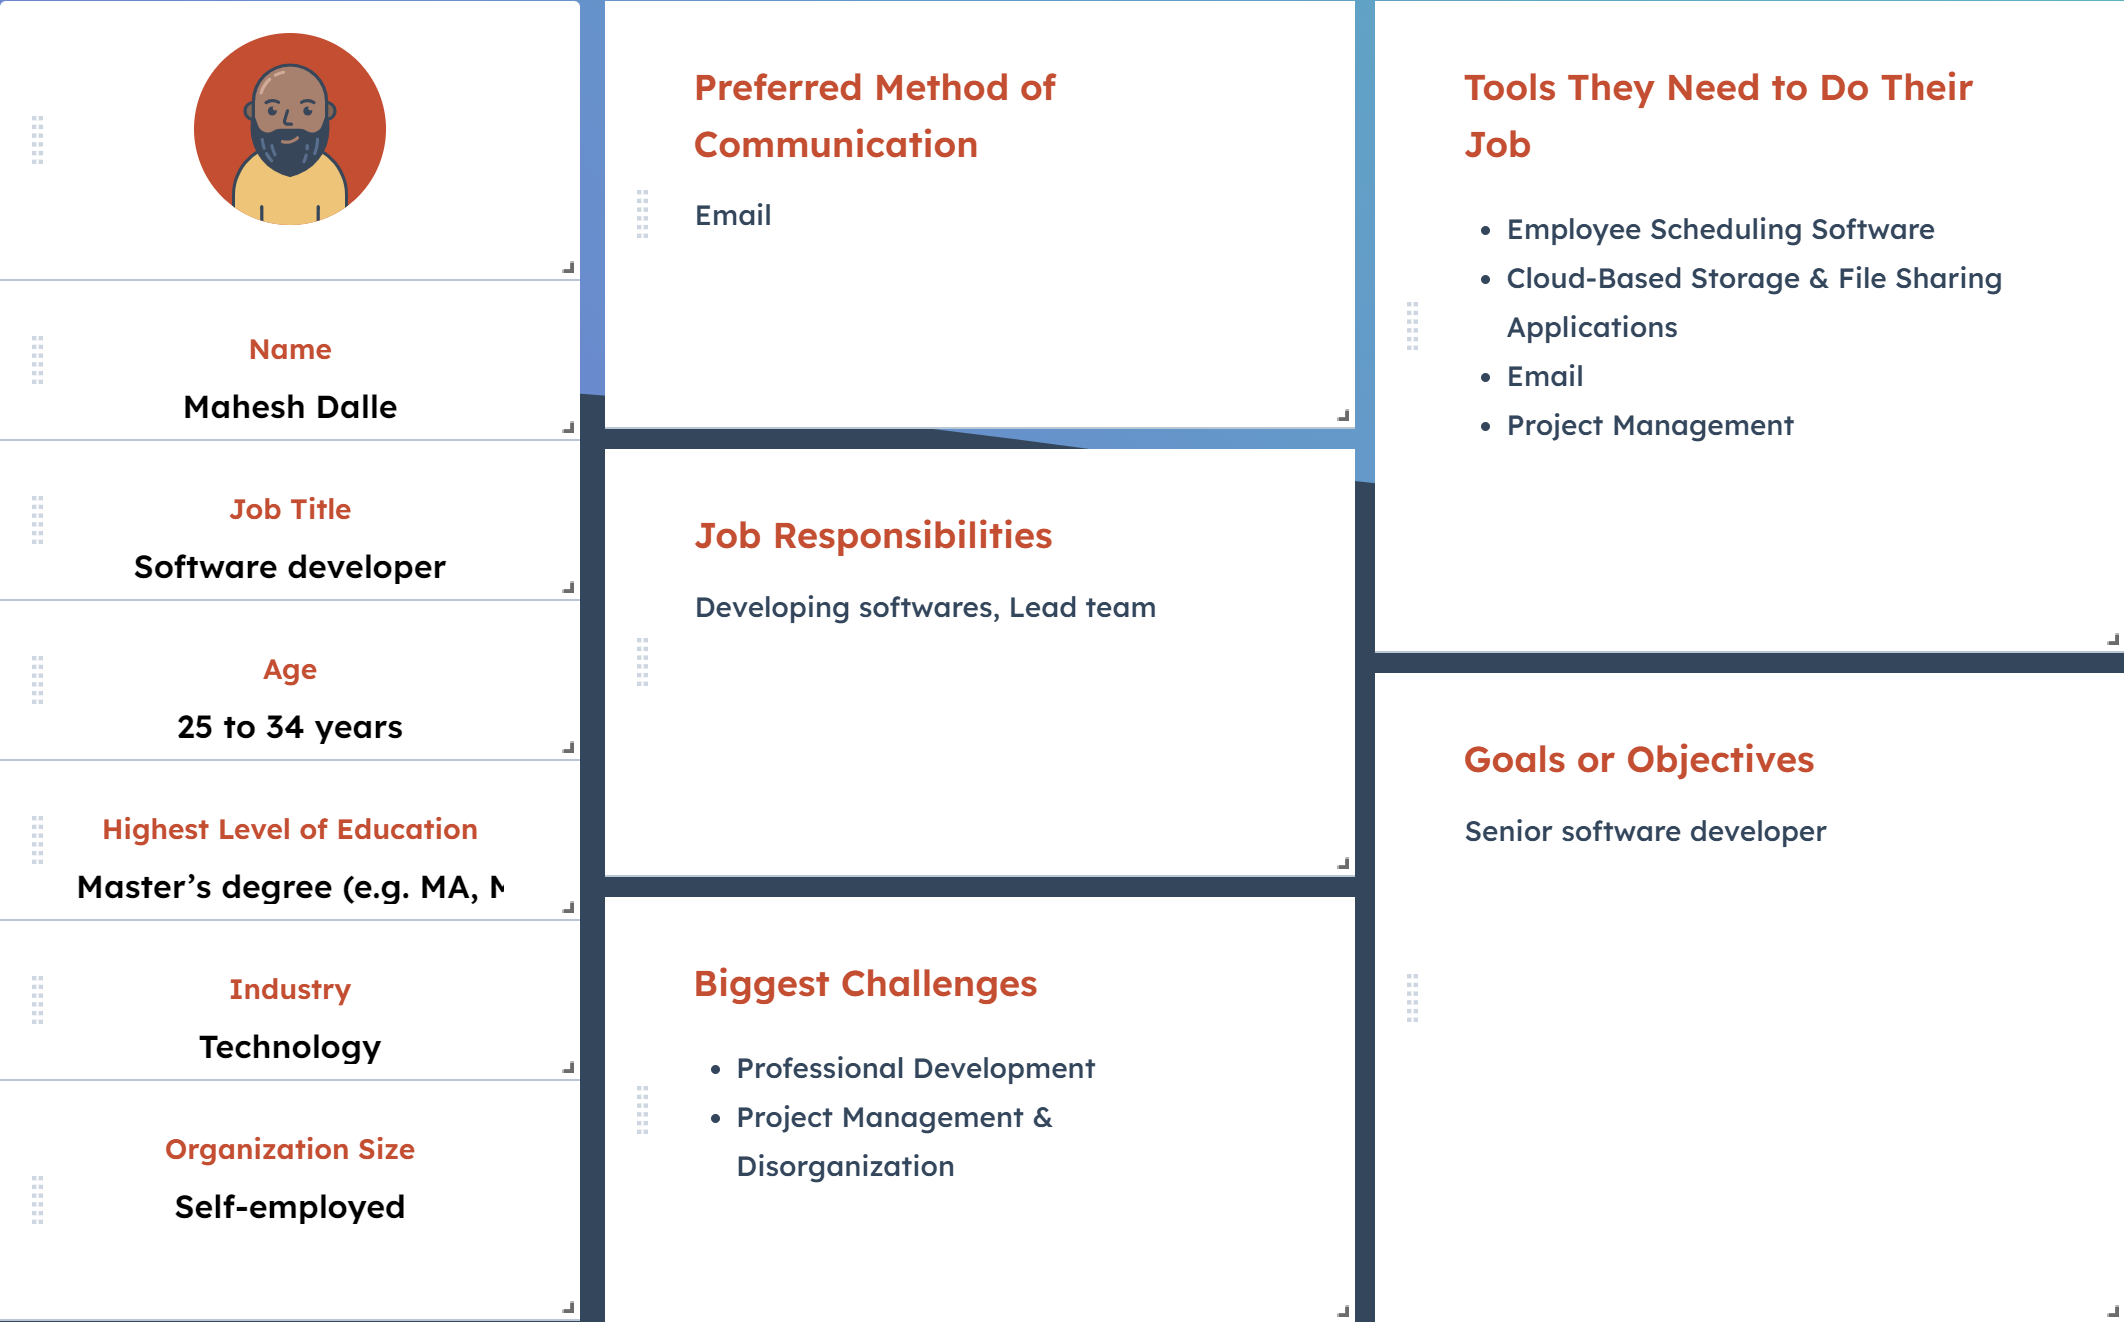 Name
Mahesh Dalle
Job Title
Software developer
Age
25 to 34 years
Highest Level of Education
Master’s degree (e.g. MA,
Industry
Technology
Organization Size
Self-employed
Preferred Method of
Communication
Email
Job Responsibilities
Developing softwares, Lead team
Biggest Challenges
• Professional Development
• Project Management &
Disorganization
Tools They Need to Do Their
Job
• Employee Scheduling Software
• Cloud-Based Storage & File Sharing
Applications
• Email
• Project Management
Goals or Objectives
Senior software developer